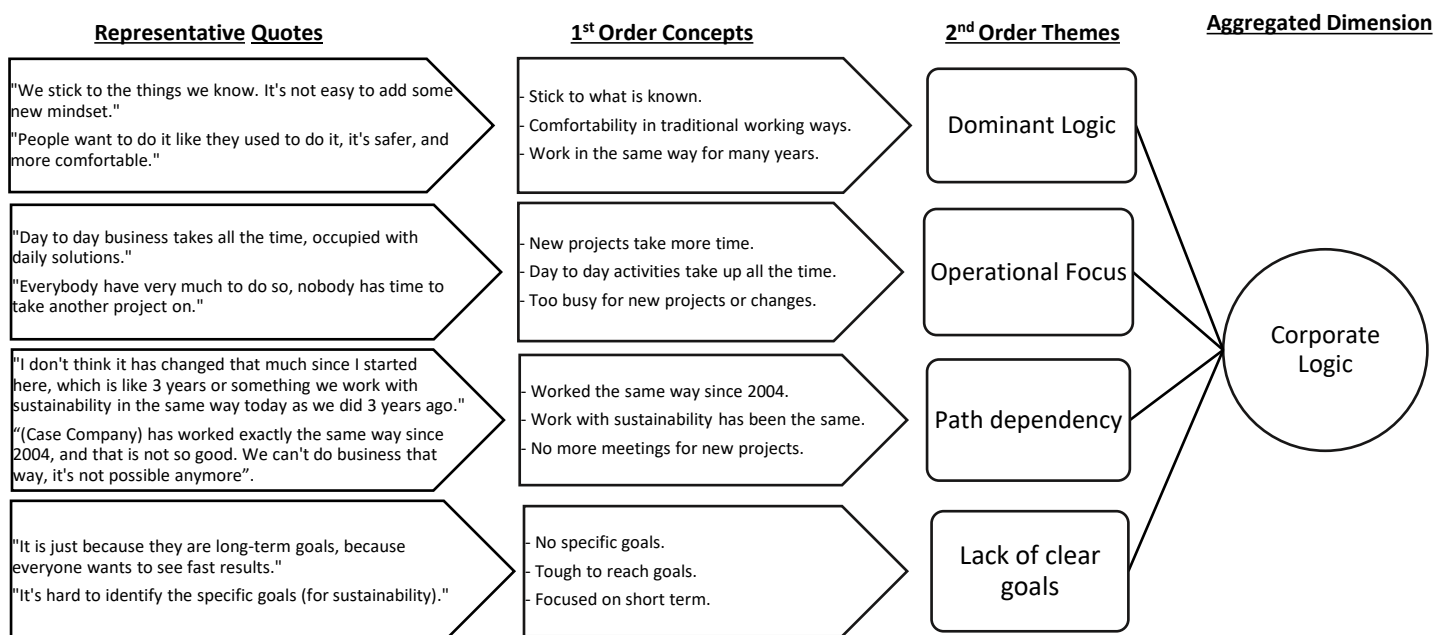 Representative Quotes
1st Order Concepts
2nd Order Themes
Aggregated Dimension
"We stick to the things we know. It's not easy to add some
new mindset."
"People want to do it like they used to do it, it's safer, and
more comfortable."
- Stick to what is known.
- Comfortability in traditional working ways.
- Work in the same way for many years.
Dominant Logic
"Day to day business takes all the time, occupied with
daily solutions."
"Everybody have very much to do so, nobody has time to
take another project on."
- New projects take more time.
- Day to day activities take up all the time.
- Too busy for new projects or changes.
Operational Focus
"I don't think it has changed that much since I started
here, which is like 3 years or something we work with
sustainability in the same way today as we did 3 years ago."
“(Case Company) has worked exactly the same way since
2004, and that is not so good. We can't do business that
way, it's not possible anymore”.
- Worked the same way since 2004.
- Work with sustainability has been the same.
- No more meetings for new projects.
Path dependency
"It is just because they are long-term goals, because
everyone wants to see fast results."
"It's hard to identify the specific goals (for sustainability)."
- No specific goals.
- Tough to reach goals.
- Focused on short term.
Lack of clear
goals
Corporate
Logic